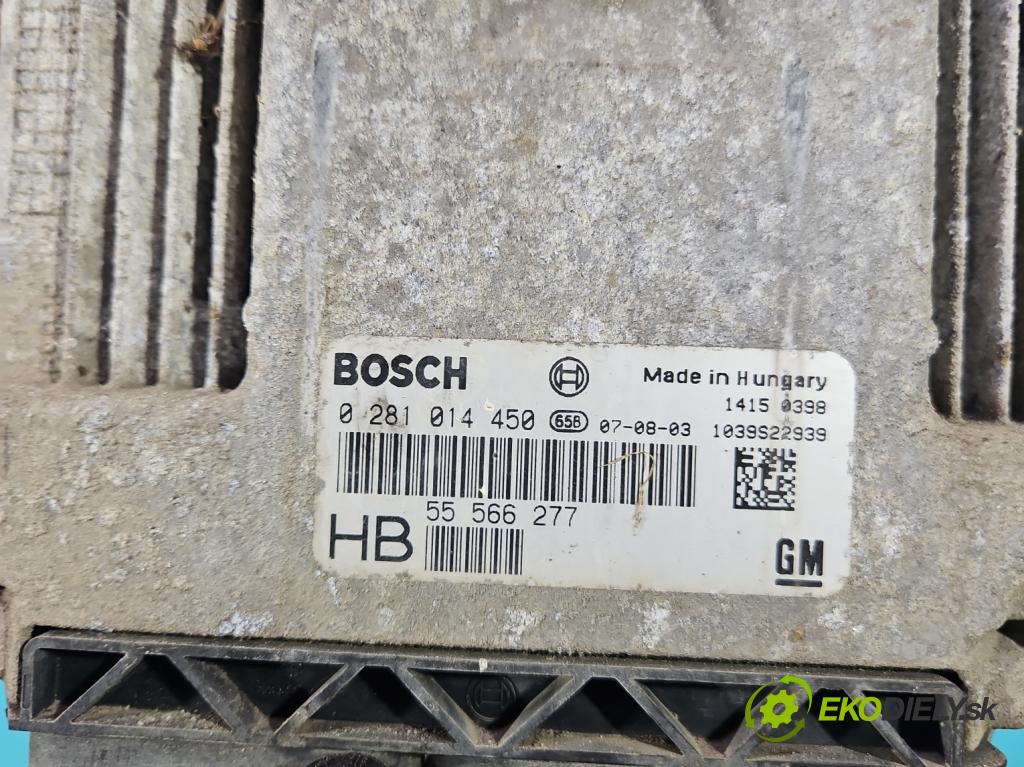 BOSCH H Made in Hungary
1415 0398
0 281 014 450 65B 07-08-03 1039S22939
55 566 277
HB
GM
EKODIELY.sk